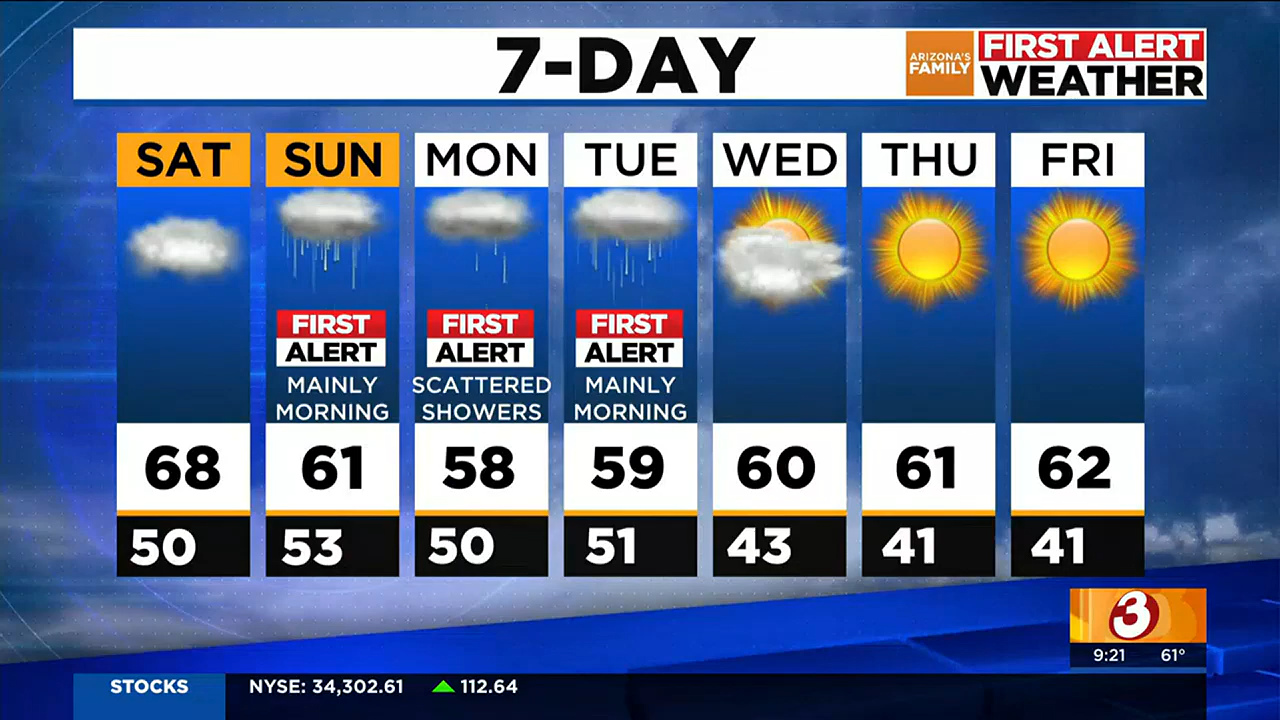 7-DAY
ARIZONA'S
FAMILY
FIRST ALERT
WEATHER
SAT SUN MON TUE WED THU FRI
FIRST ALERT FIRST ALERT FIRST ALERT
MAINLY MORNING SCATTERED SHOWERS MAINLY MORNING
68 61 58 59 60 61 62
50 53 50 51 43 41 41
3
9:21 61°
STOCKS NYSE: 34,302.61 112.64